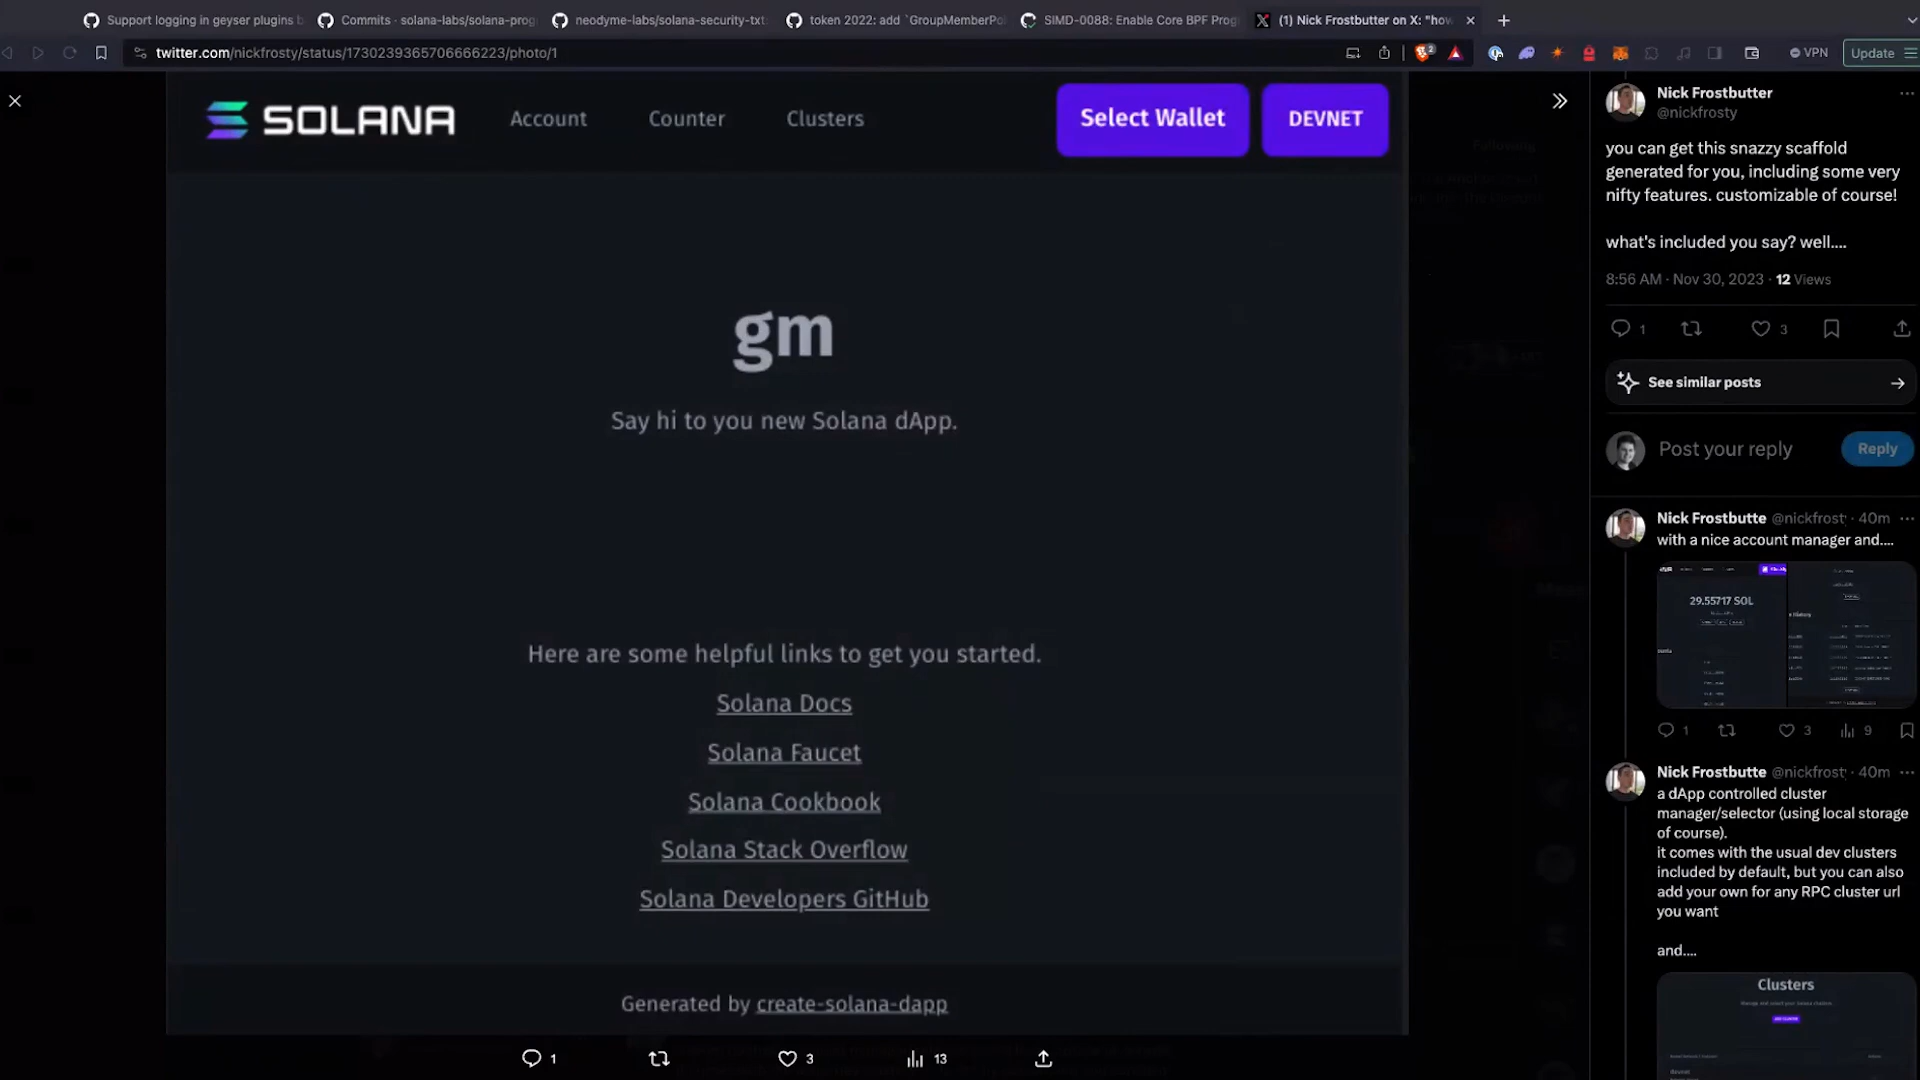 Support logging in geyser plugins b
Commits · solana-labs/solana-prog
neodyme-labs/solana-security-txt
token 2022: add `GroupMemberPoi
SIMD-0088: Enable Core BPF Prog
(1) Nick Frostbutter on X: "how
twitter.com/nickfrosty/status/1730239365706666223/photo/1
2
VPN
Update
SOLANA
Account
Counter
Clusters
Select Wallet
DEVNET
gm
Say hi to you new Solana dApp.
Here are some helpful links to get you started.
Solana Docs
Solana Faucet
Solana Cookbook
Solana Stack Overflow
Solana Developers GitHub
Generated by create-solana-dapp
1
3
13
Nick Frostbutter
@nickfrosty
you can get this snazzy scaffold
generated for you, including some very
nifty features. customizable of course!
what's included you say? well....
8:56 AM · Nov 30, 2023 · 12 Views
1
3
See similar posts
Post your reply
Reply
Nick Frostbutte @nickfrost · 40m
with a nice account manager and....
29.55717 SOL
1
3
9
Nick Frostbutte @nickfrost · 40m
a dApp controlled cluster
manager/selector (using local storage
of course).
it comes with the usual dev clusters
included by default, but you can also
add your own for any RPC cluster url
you want
and....
Clusters
devnet